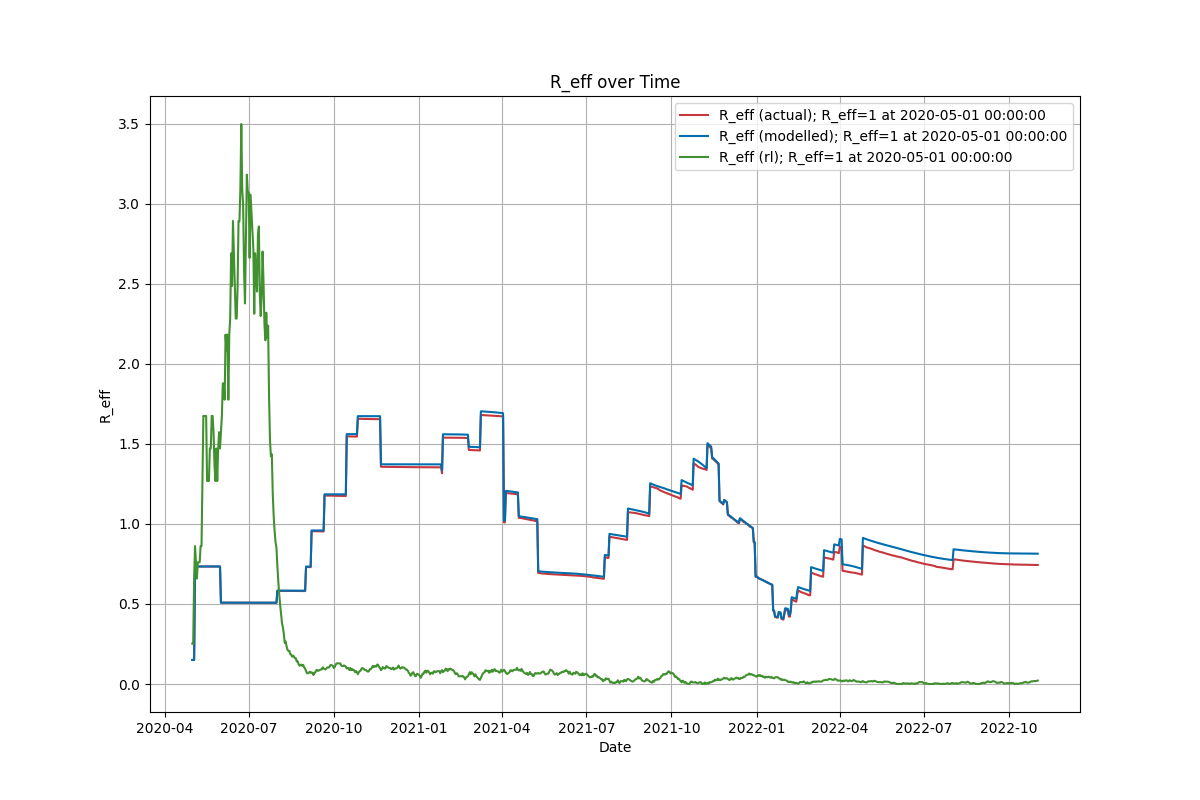 R_eff over Time
R_eff (actual); R_eff=1 at 2020-05-01 00:00:00
R_eff (modelled); R_eff=1 at 2020-05-01 00:00:00
R_eff (rl); R_eff=1 at 2020-05-01 00:00:00
3.5
3.0
2.5
2.0
1.5
1.0
0.5
0.0
R_eff
2020-04 2020-07 2020-10 2021-01 2021-04 2021-07 2021-10 2022-01 2022-04 2022-07 2022-10
Date